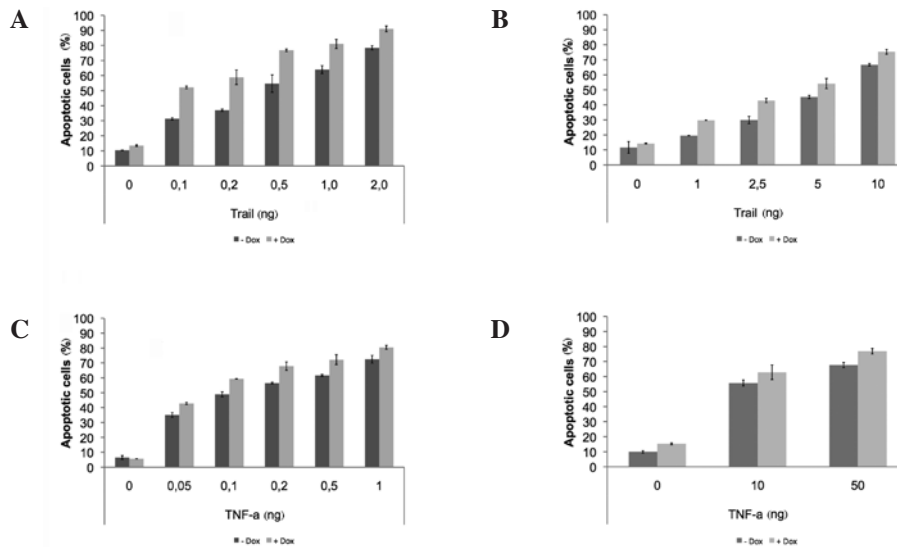 A
Apoptotic cells (%)
100
90
80
70
60
50
40
30
20
10
0
0 0,1 0,2 0,5 1,0 2,0
Trail (ng)
- Dox + Dox
B
Apoptotic cells (%)
100
90
80
70
60
50
40
30
20
10
0
0 1 2,5 5 10
Trail (ng)
- Dox + Dox
C
Apoptotic cells (%)
100
90
80
70
60
50
40
30
20
10
0
0 0,05 0,1 0,2 0,5 1
TNF-a (ng)
- Dox + Dox
D
Apoptotic cells (%)
100
90
80
70
60
50
40
30
20
10
0
0 10 50
TNF-a (ng)
- Dox + Dox